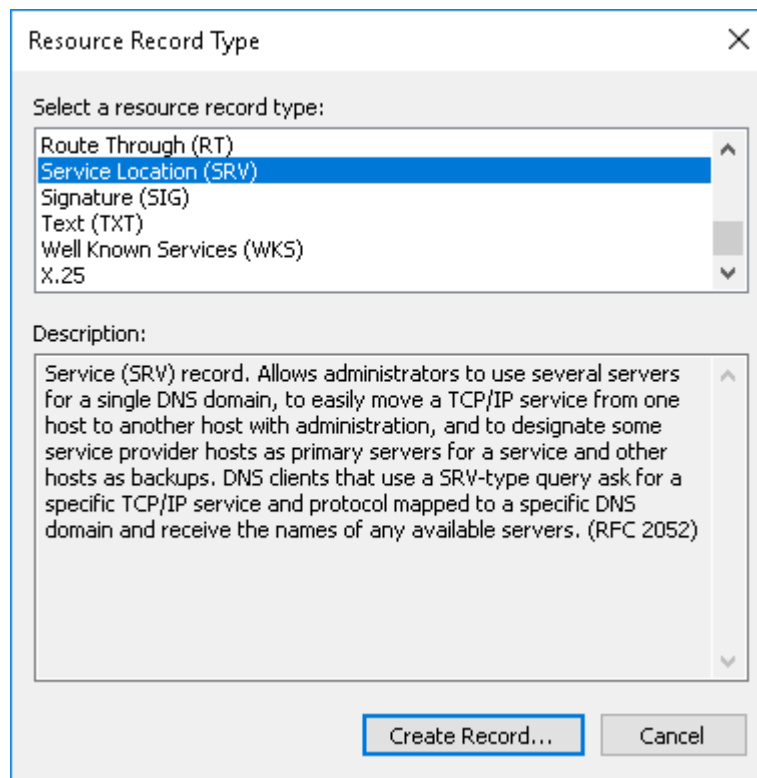 Resource Record Type
Select a resource record type:
Route Through (RT)
Service Location (SRV)
Signature (SIG)
Text (TXT)
Well Known Services (WKS)
X.25
Description:
Service (SRV) record. Allows administrators to use several servers
for a single DNS domain, to easily move a TCP/IP service from one
host to another host with administration, and to designate some
service provider hosts as primary servers for a service and other
hosts as backups. DNS clients that use a SRV-type query ask for a
specific TCP/IP service and protocol mapped to a specific DNS
domain and receive the names of any available servers. (RFC 2052)
Create Record...
Cancel